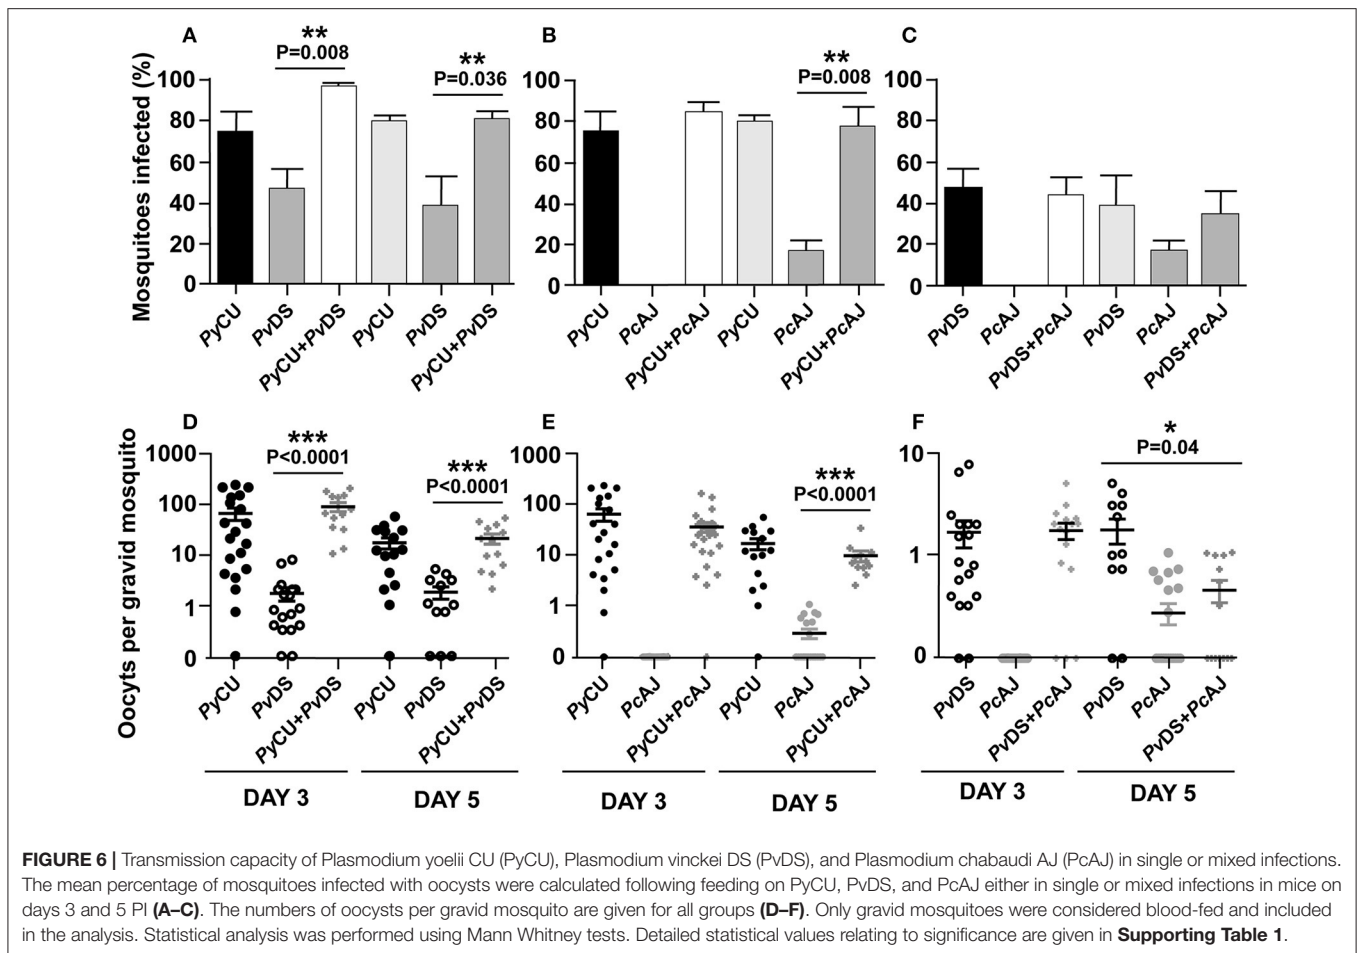 A
**
P=0.008
**
P=0.036
Mosquitoes infected (%)
100
80
60
40
20
0
PyCU
PvDS
PyCU+PvDS
PyCU
PvDS
PyCU+PvDS
B
**
P=0.008
100
80
60
40
20
0
PyCU
PcAJ
PyCU+PcAJ
PyCU
PcAJ
PyCU+PcAJ
C
100
80
60
40
20
0
PvDS
PcAJ
PvDS+PcAJ
PvDS
PcAJ
PvDS+PcAJ
D
***
P<0.0001
***
P<0.0001
Oocyts per gravid mosquito
1000
100
10
1
0
PyCU
PvDS
PyCU+PvDS
PyCU
PvDS
PyCU+PvDS
DAY 3
DAY 5
E
***
P<0.0001
1000
100
10
1
0
PyCU
PcAJ
PyCU+PcAJ
PyCU
PcAJ
PyCU+PcAJ
DAY 3
DAY 5
F
*
P=0.04
10
1
0
PvDS
PcAJ
PvDS+PcAJ
PvDS
PcAJ
PvDS+PcAJ
DAY 3
DAY 5
FIGURE 6 | Transmission capacity of Plasmodium yoelii CU (PyCU), Plasmodium vinckei DS (PvDS), and Plasmodium chabaudi AJ (PcAJ) in single or mixed infections.
The mean percentage of mosquitoes infected with oocysts were calculated following feeding on PyCU, PvDS, and PcAJ either in single or mixed infections in mice on
days 3 and 5 PI (A–C). The numbers of oocysts per gravid mosquito are given for all groups (D–F). Only gravid mosquitoes were considered blood-fed and included
in the analysis. Statistical analysis was performed using Mann Whitney tests. Detailed statistical values relating to significance are given in Supporting Table 1.